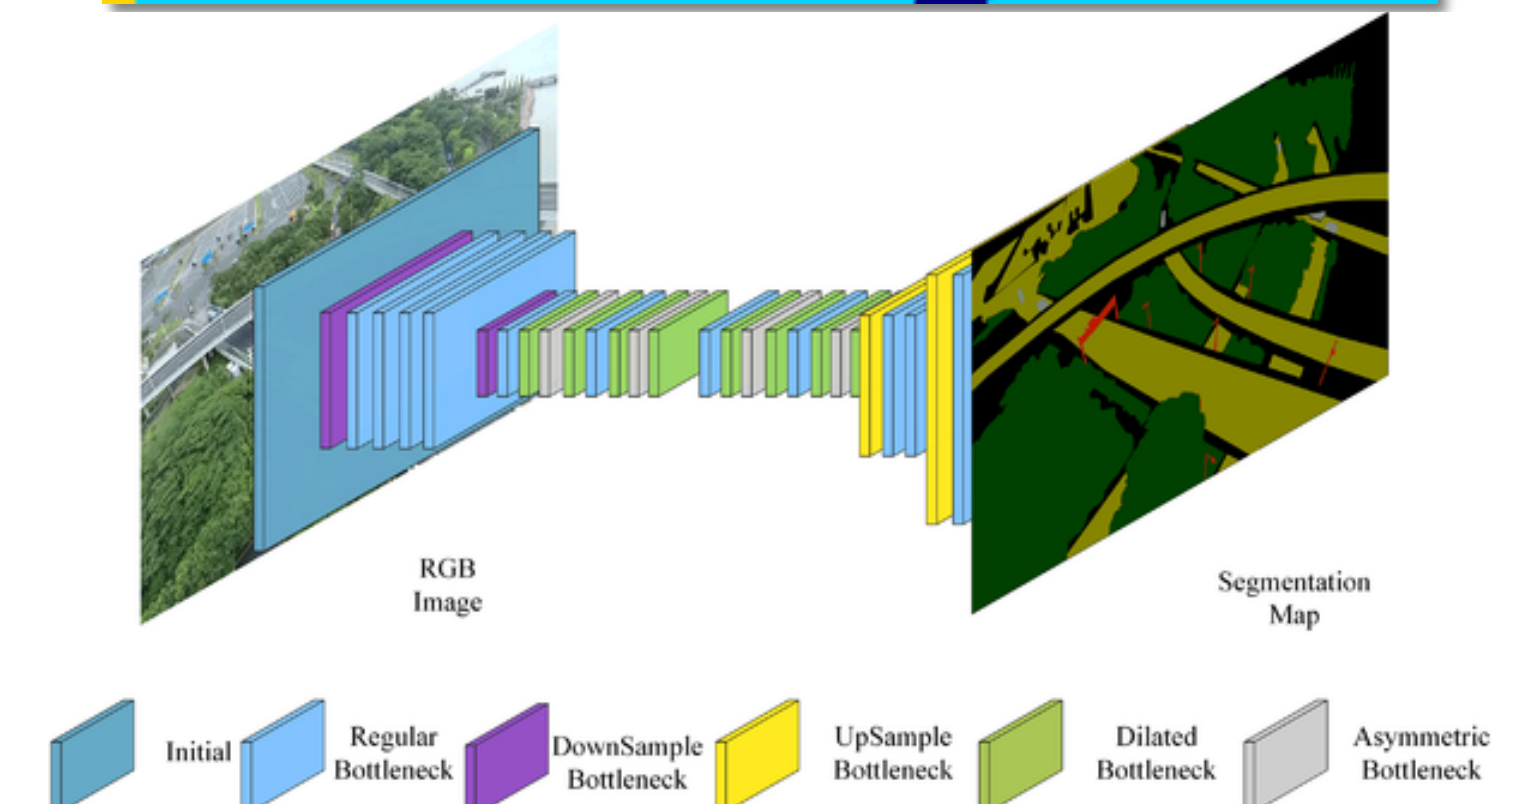 RGB
Image
Segmentation
Map
Initial
Regular
Bottleneck
DownSample
Bottleneck
UpSample
Bottleneck
Dilated
Bottleneck
Asymmetric
Bottleneck